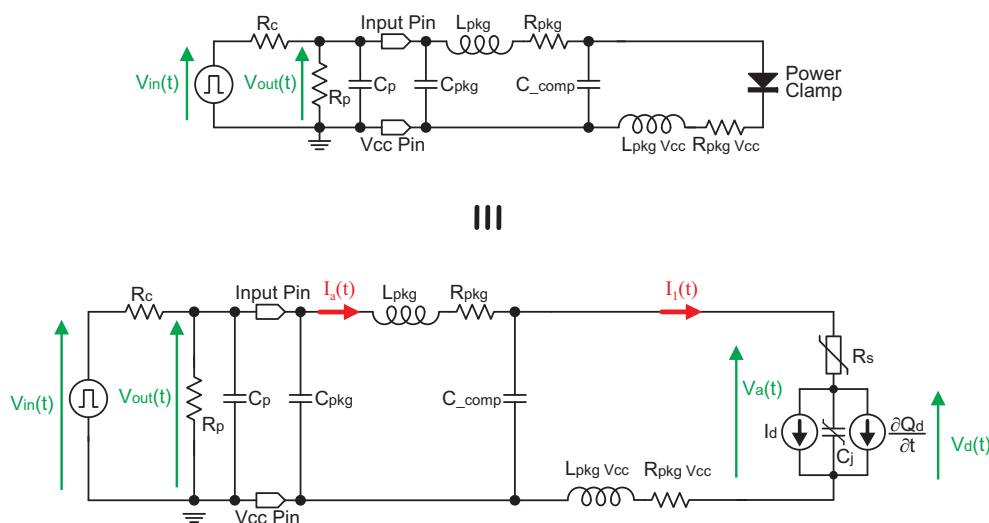 Input Pin
Rc
Lpkg
Rpkg
Vin(t)
Vout(t)
Rp
Cp
Cpkg
C_comp
Power
Clamp
Vcc Pin
Lpkg Vcc
Rpkg Vcc
Rc
Input Pin
Ia(t)
Lpkg
Rpkg
I1(t)
Vin(t)
Vout(t)
Rp
Cp
Cpkg
C_comp
Va(t)
Rs
Id
Cj
∂Qd
∂t
Vd(t)
Lpkg Vcc
Rpkg Vcc
Vcc Pin